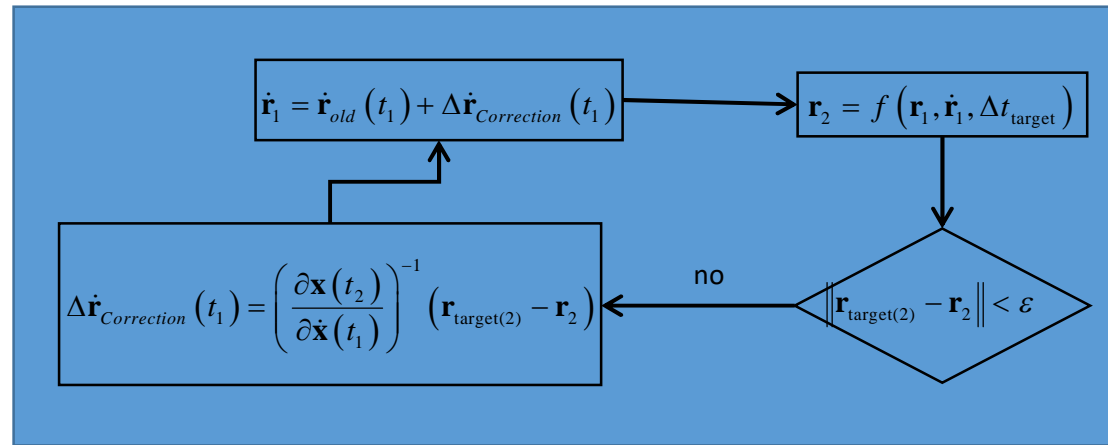 ṙ₁ = ṙ_old (t₁) + Δṙ_Correction (t₁)
r₂ = f (r₁, ṙ₁, Δt_target)
Δṙ_Correction (t₁) = (∂x(t₂) / ∂ẋ(t₁))⁻¹ (r_target(2) − r₂)
no
‖r_target(2) − r₂‖ < ε